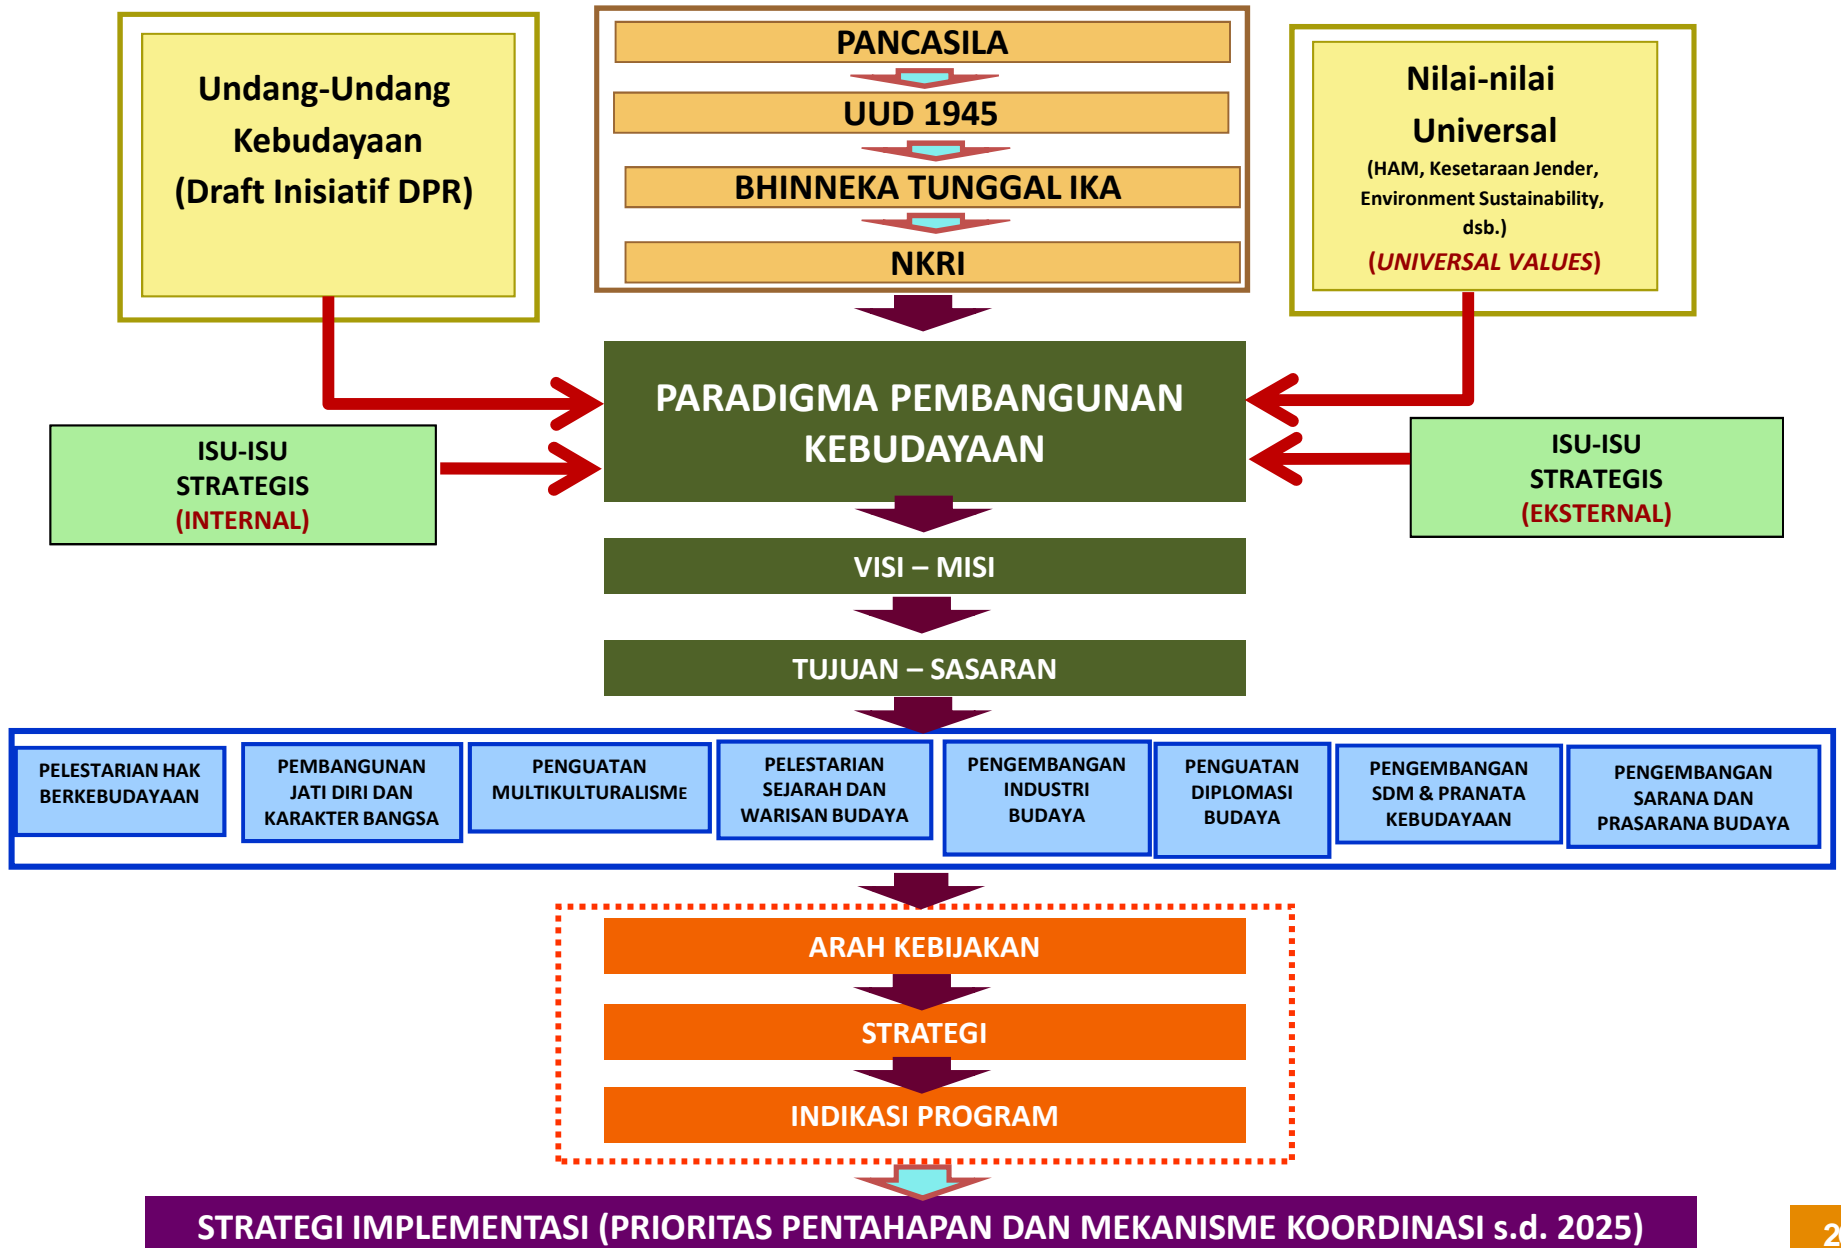 Undang-Undang
Kebudayaan
(Draft Inisiatif DPR)
PANCASILA
UUD 1945
BHINNEKA TUNGGAL IKA
NKRI
Nilai-nilai
Universal
(HAM, Kesetaraan Jender,
Environment Sustainability,
dsb.)
(UNIVERSAL VALUES)
PARADIGMA PEMBANGUNAN
KEBUDAYAAN
ISU-ISU
STRATEGIS
(INTERNAL)
ISU-ISU
STRATEGIS
(EKSTERNAL)
VISI – MISI
TUJUAN – SASARAN
PELESTARIAN HAK
BERKEBUDAYAAN
PEMBANGUNAN
JATI DIRI DAN
KARAKTER BANGSA
PENGUATAN
MULTIKULTURALISME
PELESTARIAN
SEJARAH DAN
WARISAN BUDAYA
PENGEMBANGAN
INDUSTRI
BUDAYA
PENGUATAN
DIPLOMASI
BUDAYA
PENGEMBANGAN
SDM & PRANATA
KEBUDAYAAN
PENGEMBANGAN
SARANA DAN
PRASARANA BUDAYA
ARAH KEBIJAKAN
STRATEGI
INDIKASI PROGRAM
STRATEGI IMPLEMENTASI (PRIORITAS PENTAHAPAN DAN MEKANISME KOORDINASI s.d. 2025)